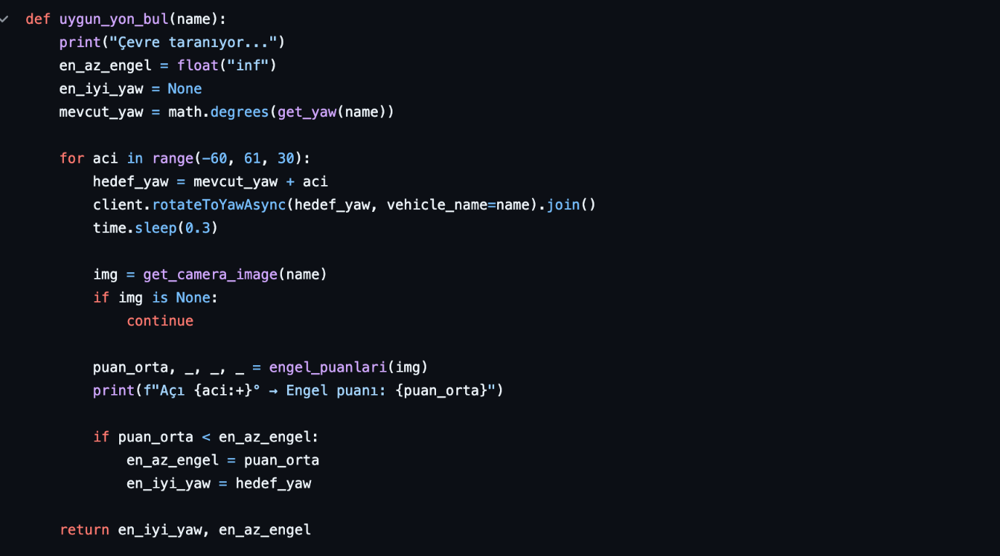 def uygun_yon_bul(name):
    print("Çevre taranıyor...")
    en_az_engel = float("inf")
    en_iyi_yaw = None
    mevcut_yaw = math.degrees(get_yaw(name))

    for aci in range(-60, 61, 30):
        hedef_yaw = mevcut_yaw + aci
        client.rotateToYawAsync(hedef_yaw, vehicle_name=name).join()
        time.sleep(0.3)

        img = get_camera_image(name)
        if img is None:
            continue

        puan_orta, _, _, _ = engel_puanlari(img)
        print(f"Açı {aci:+}° → Engel puanı: {puan_orta}")

        if puan_orta < en_az_engel:
            en_az_engel = puan_orta
            en_iyi_yaw = hedef_yaw

    return en_iyi_yaw, en_az_engel